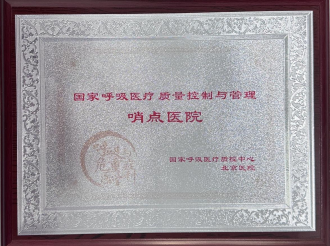 国家呼吸医疗质量控制与管理
哨点医院
国家呼吸医疗质控中心
北京医院